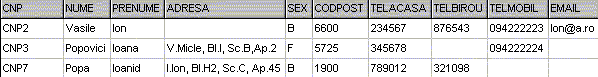 CNP NUME PRENUME ADRESA SEX CODPOST TELACASA TELBIROU TELMOBIL EMAIL
CNP2 Vasile Ion B 6600 234567 876543 094222223 Ion@a.ro
CNP3 Popovici Ioana V.Micle, Bl.I, Sc.B,Ap.2 F 5725 345678 094222224
CNP7 Popa Ioanid I.Ion, Bl.H2, Sc.C, Ap.45 B 1900 789012 321098